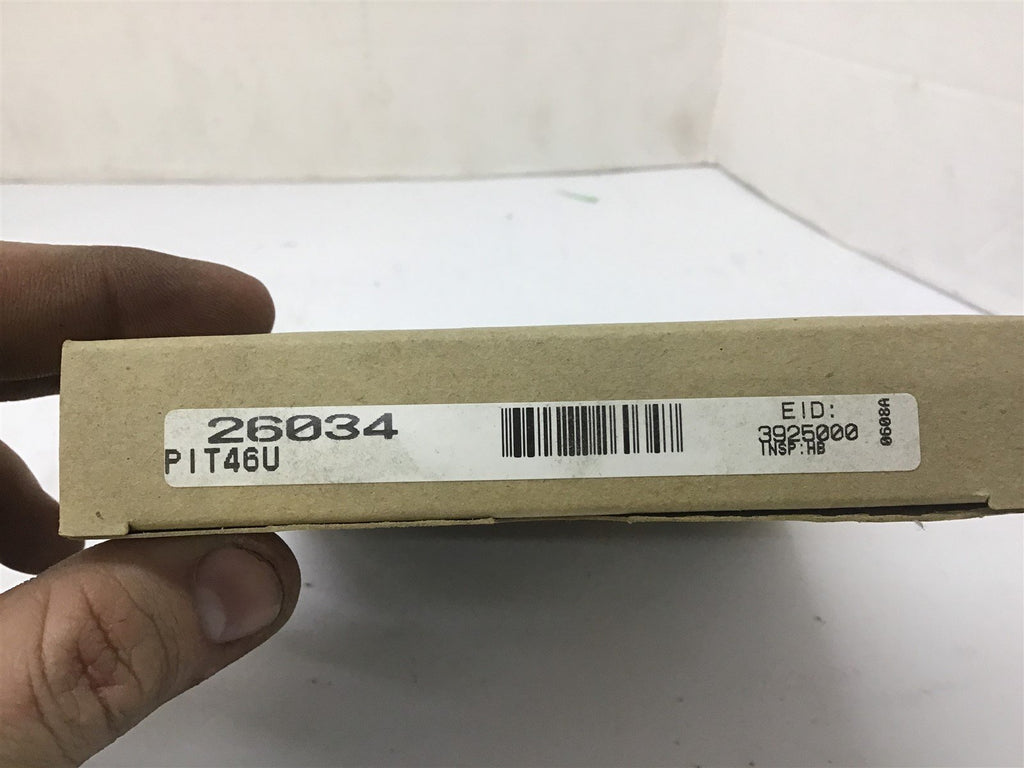 26034
PIT46U
EID:
3925000
INSP:HB
0608A